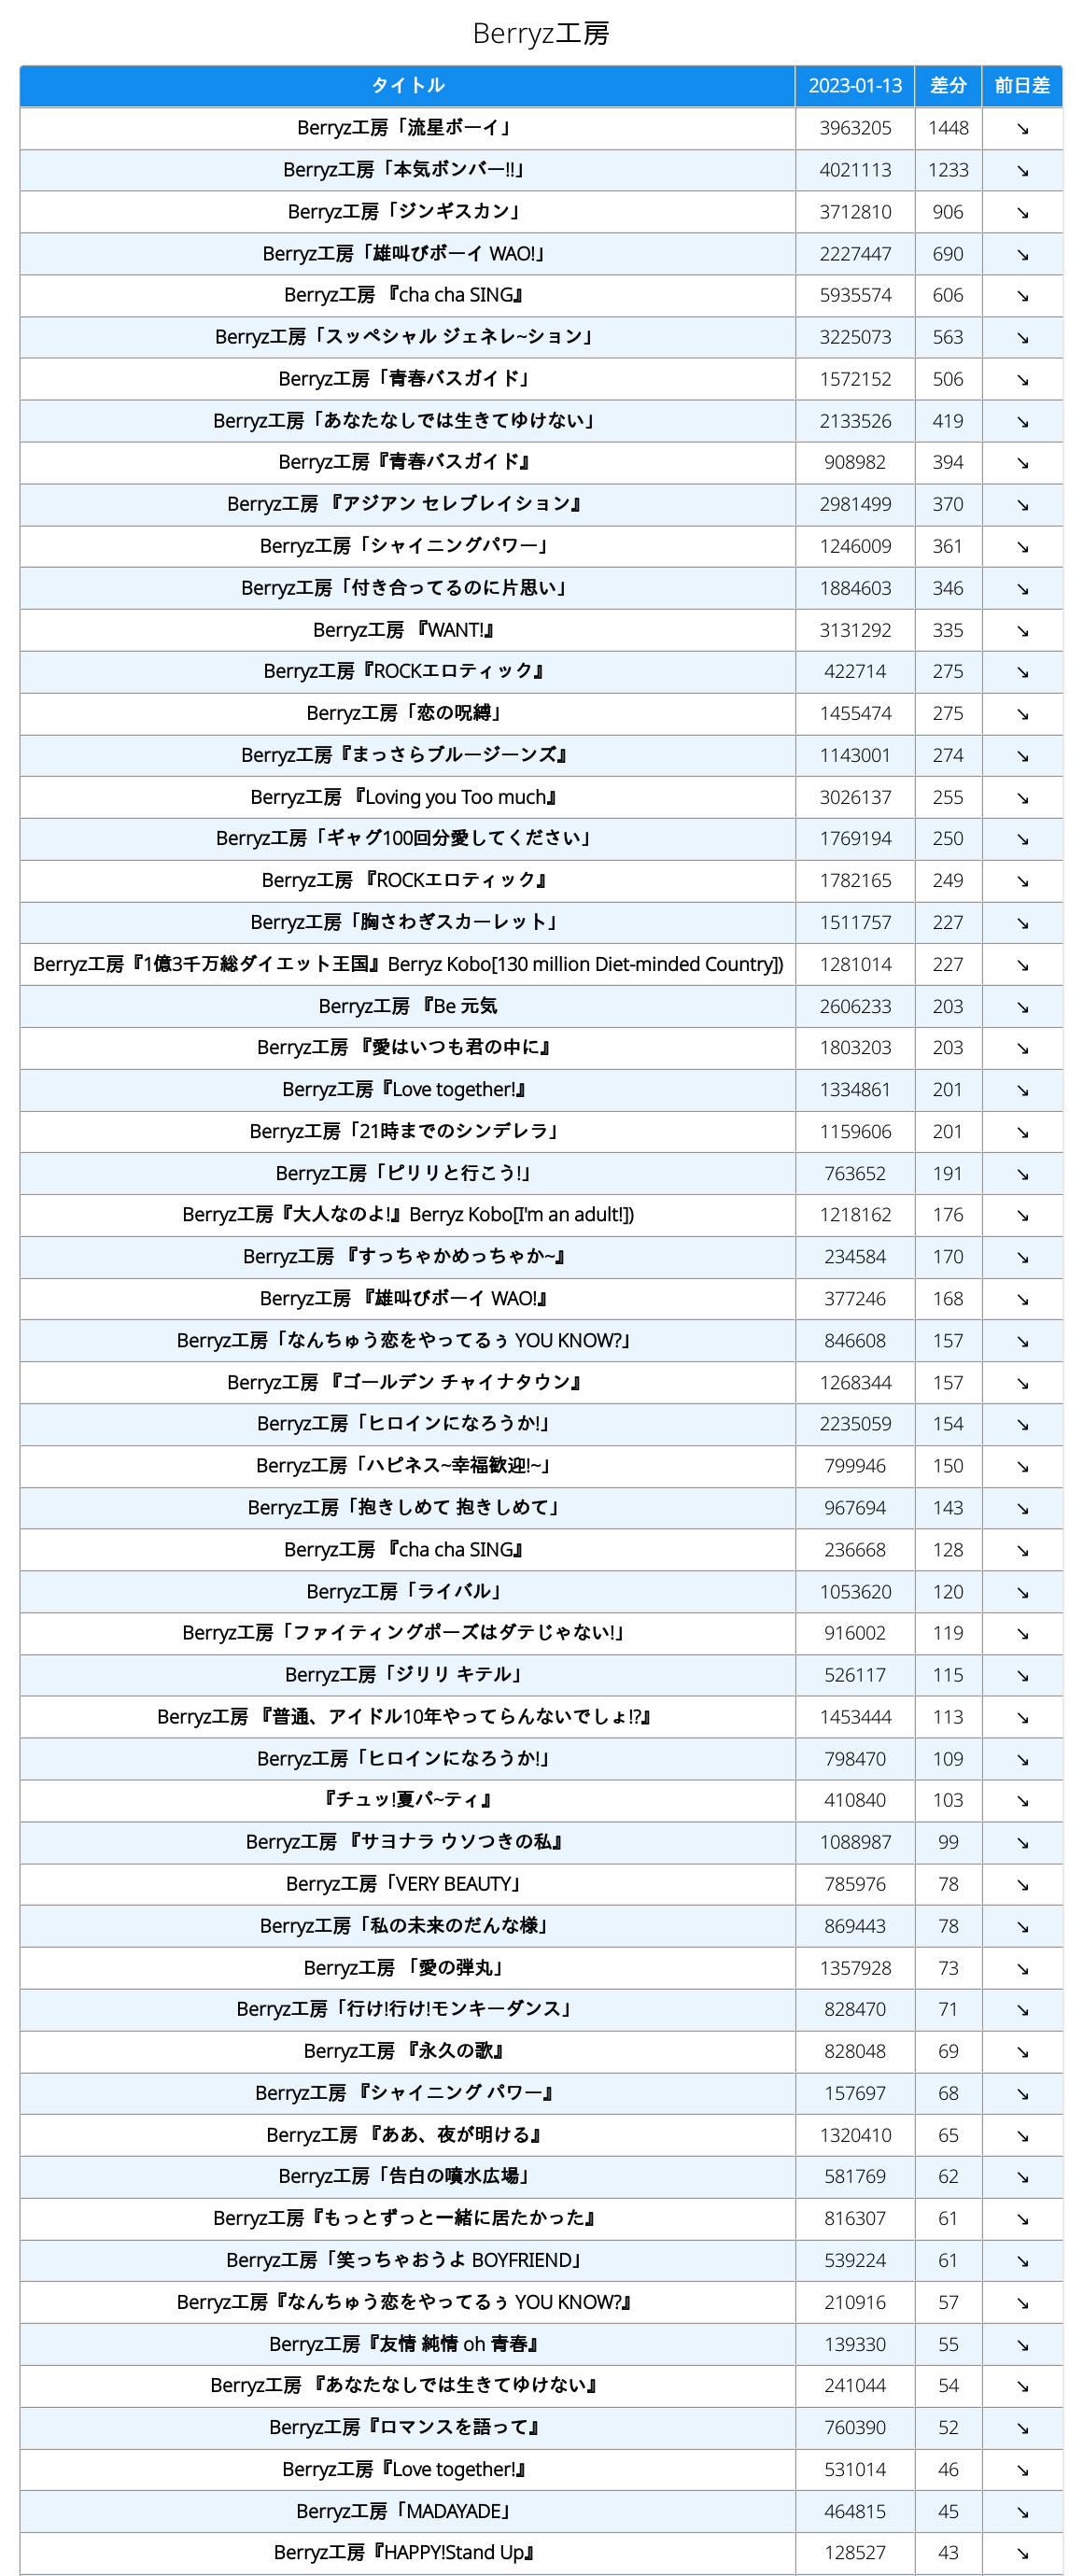 Berryz工房
タイトル 2023-01-13 差分 前日差
Berryz工房「流星ボーイ」 3963205 1448 ↘
Berryz工房「本気ボンバー!!」 4021113 1233 ↘
Berryz工房「ジンギスカン」 3712810 906 ↘
Berryz工房「雄叫びボーイ WAO!」 2227447 690 ↘
Berryz工房 『cha cha SING』 5935574 606 ↘
Berryz工房「スッペシャル ジェネレ~ション」 3225073 563 ↘
Berryz工房「青春バスガイド」 1572152 506 ↘
Berryz工房「あなたなしでは生きてゆけない」 2133526 419 ↘
Berryz工房『青春バスガイド』 908982 394 ↘
Berryz工房 『アジアン セレブレイション』 2981499 370 ↘
Berryz工房「シャイニングパワー」 1246009 361 ↘
Berryz工房「付き合ってるのに片思い」 1884603 346 ↘
Berryz工房 『WANT!』 3131292 335 ↘
Berryz工房『ROCKエロティック』 422714 275 ↘
Berryz工房「恋の呪縛」 1455474 275 ↘
Berryz工房『まっさらブルージーンズ』 1143001 274 ↘
Berryz工房 『Loving you Too much』 3026137 255 ↘
Berryz工房「ギャグ100回分愛してください」 1769194 250 ↘
Berryz工房 『ROCKエロティック』 1782165 249 ↘
Berryz工房「胸さわぎスカーレット」 1511757 227 ↘
Berryz工房『1億3千万総ダイエット王国』Berryz Kobo[130 million Diet-minded Country]) 1281014 227 ↘
Berryz工房 『Be 元気 2606233 203 ↘
Berryz工房 『愛はいつも君の中に』 1803203 203 ↘
Berryz工房『Love together!』 1334861 201 ↘
Berryz工房「21時までのシンデレラ」 1159606 201 ↘
Berryz工房「ピリリと行こう!」 763652 191 ↘
Berryz工房『大人なのよ!』Berryz Kobo[I'm an adult!]) 1218162 176 ↘
Berryz工房 『すっちゃかめっちゃか~』 234584 170 ↘
Berryz工房 『雄叫びボーイ WAO!』 377246 168 ↘
Berryz工房「なんちゅう恋をやってるぅ YOU KNOW?」 846608 157 ↘
Berryz工房 『ゴールデン チャイナタウン』 1268344 157 ↘
Berryz工房「ヒロインになろうか!」 2235059 154 ↘
Berryz工房「ハピネス~幸福歓迎!~」 799946 150 ↘
Berryz工房「抱きしめて 抱きしめて」 967694 143 ↘
Berryz工房 『cha cha SING』 236668 128 ↘
Berryz工房「ライバル」 1053620 120 ↘
Berryz工房「ファイティングポーズはダテじゃない!」 916002 119 ↘
Berryz工房「ジリリ キテル」 526117 115 ↘
Berryz工房 『普通、アイドル10年やってらんないでしょ!?』 1453444 113 ↘
Berryz工房「ヒロインになろうか!」 798470 109 ↘
『チュッ!夏パ~ティ』 410840 103 ↘
Berryz工房 『サヨナラ ウソつきの私』 1088987 99 ↘
Berryz工房「VERY BEAUTY」 785976 78 ↘
Berryz工房「私の未来のだんな様」 869443 78 ↘
Berryz工房 「愛の弾丸」 1357928 73 ↘
Berryz工房「行け!行け!モンキーダンス」 828470 71 ↘
Berryz工房 『永久の歌』 828048 69 ↘
Berryz工房 『シャイニング パワー』 157697 68 ↘
Berryz工房 『ああ、夜が明ける』 1320410 65 ↘
Berryz工房「告白の噴水広場」 581769 62 ↘
Berryz工房『もっとずっと一緒に居たかった』 816307 61 ↘
Berryz工房「笑っちゃおうよ BOYFRIEND」 539224 61 ↘
Berryz工房『なんちゅう恋をやってるぅ YOU KNOW?』 210916 57 ↘
Berryz工房『友情 純情 oh 青春』 139330 55 ↘
Berryz工房 『あなたなしでは生きてゆけない』 241044 54 ↘
Berryz工房『ロマンスを語って』 760390 52 ↘
Berryz工房『Love together!』 531014 46 ↘
Berryz工房「MADAYADE」 464815 45 ↘
Berryz工房『HAPPY!Stand Up』 128527 43 ↘